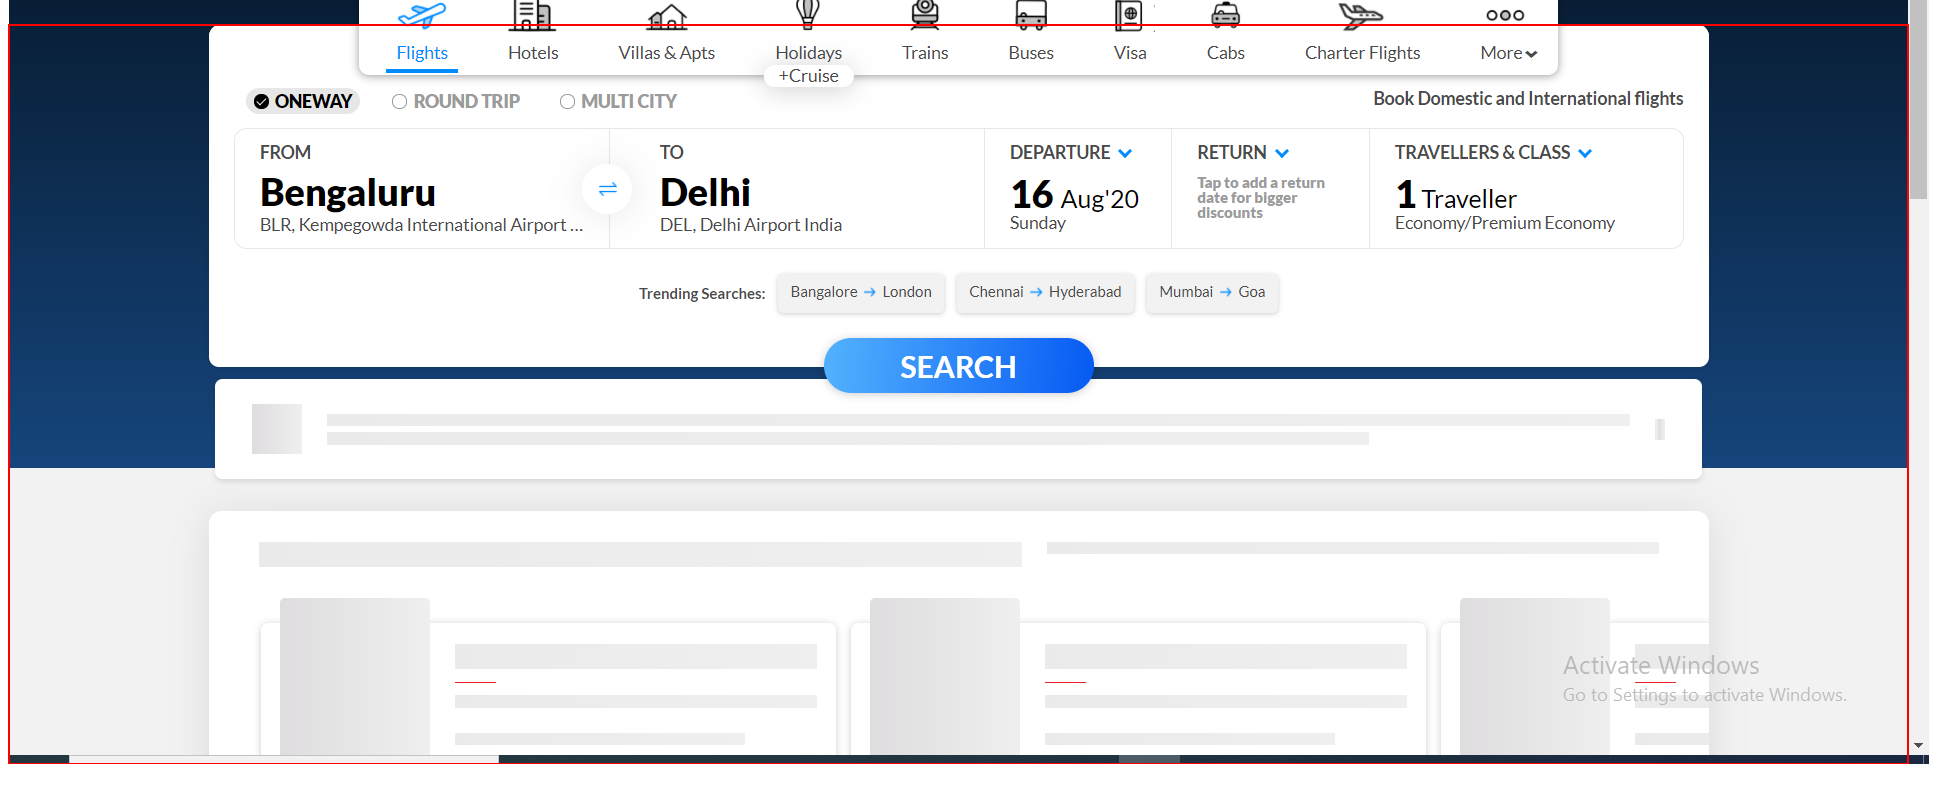 Flights Hotels Villas & Apts Holidays Trains Buses Visa Cabs Charter Flights More
+Cruise
ONEWAY ROUND TRIP MULTI CITY Book Domestic and International flights
FROM TO DEPARTURE RETURN TRAVELLERS & CLASS
Bengaluru Delhi 16 Aug'20 Tap to add a return date for bigger discounts 1 Traveller
BLR, Kempegowda International Airport ... DEL, Delhi Airport India Sunday Economy/Premium Economy
Trending Searches: Bangalore → London Chennai → Hyderabad Mumbai → Goa
SEARCH
Activate Windows
Go to Settings to activate Windows.